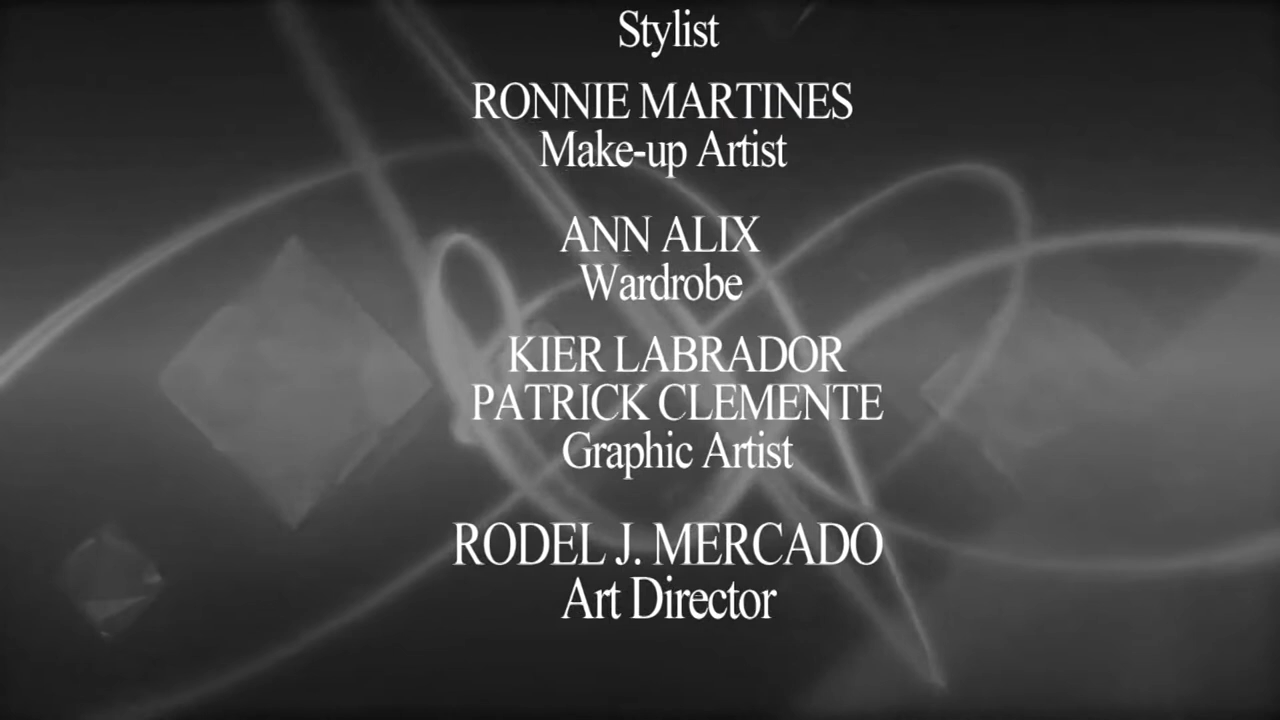 Stylist
RONNIE MARTINES
Make-up Artist
ANN ALIX
Wardrobe
KIER LABRADOR
PATRICK CLEMENTE
Graphic Artist
RODEL J. MERCADO
Art Director